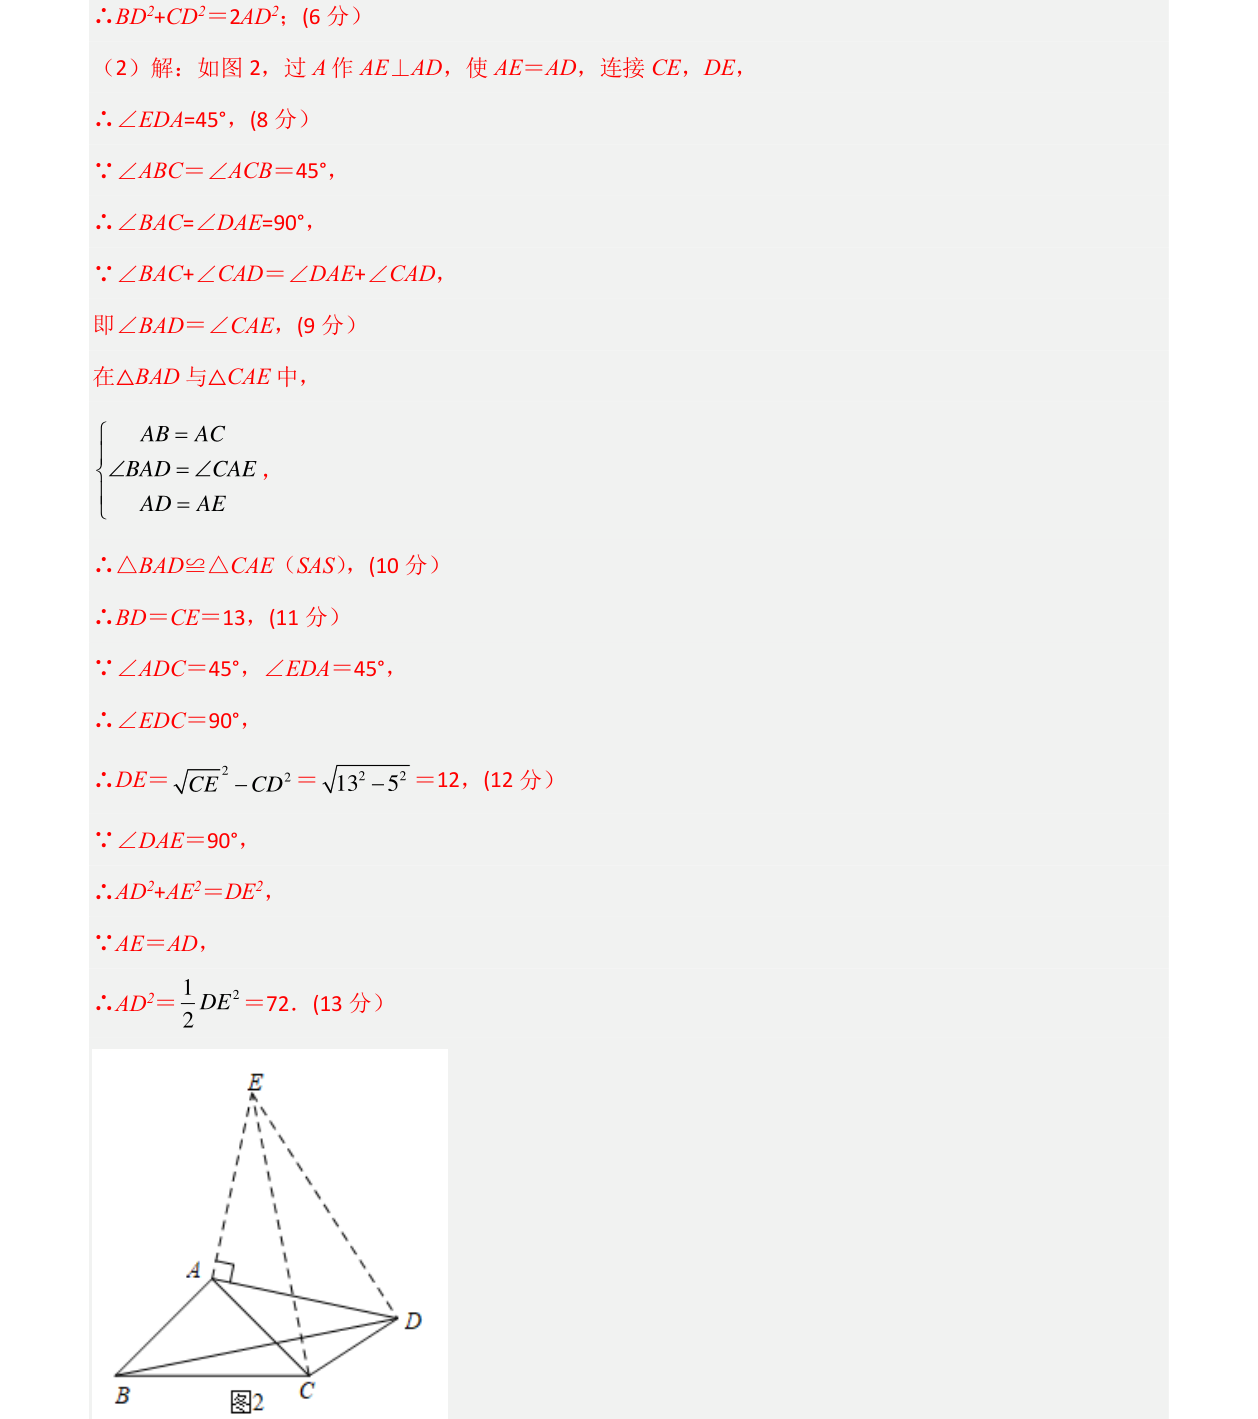 ∴BD²+CD²＝2AD²；(6 分）
（2）解：如图 2，过 A 作 AE⊥AD，使 AE＝AD，连接 CE，DE，
∴∠EDA=45°，(8 分）
∵∠ABC＝∠ACB＝45°，
∴∠BAC=∠DAE=90°，
∵∠BAC+∠CAD＝∠DAE+∠CAD，
即∠BAD＝∠CAE，(9 分）
在△BAD 与△CAE 中，
AB = AC
∠BAD = ∠CAE，
AD = AE
∴△BAD≌△CAE（SAS），(10 分）
∴BD＝CE＝13，(11 分）
∵∠ADC＝45°，∠EDA＝45°，
∴∠EDC＝90°，
∴DE＝√CE² – CD²＝√13² – 5²＝12，(12 分）
∵∠DAE＝90°，
∴AD²+AE²＝DE²，
∵AE＝AD，
∴AD²＝1/2 DE²＝72．(13 分）
E
A
D
B
C
图2